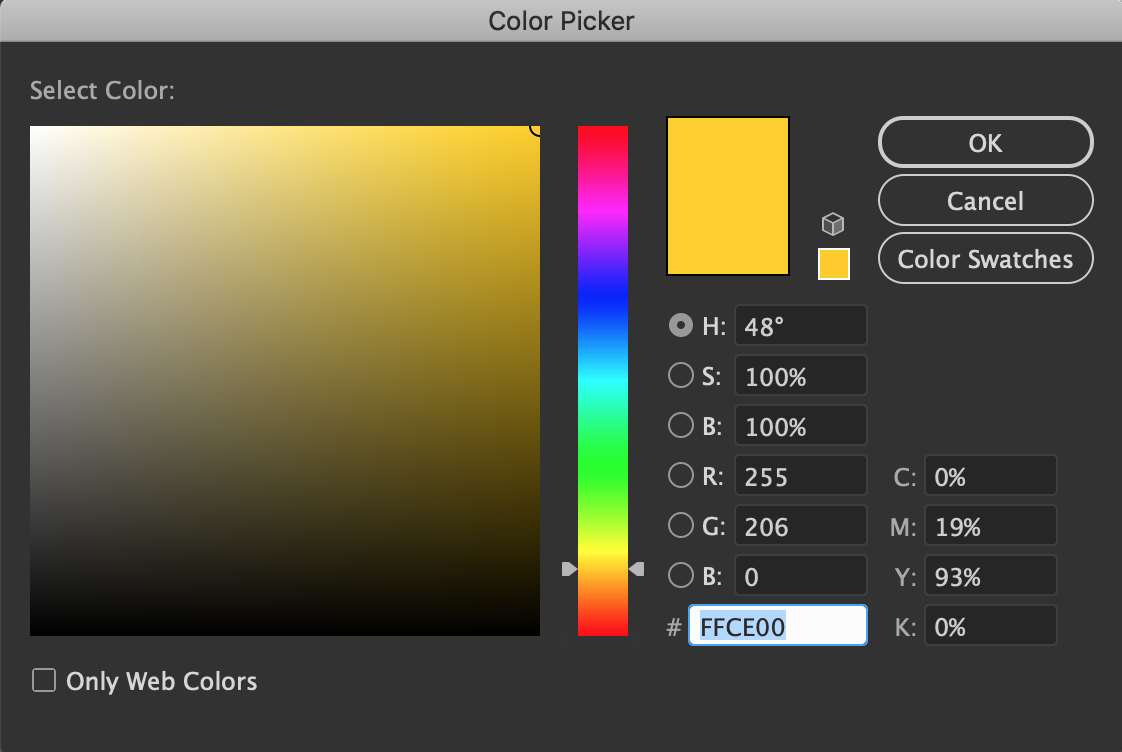 Color Picker
Select Color:
OK
Cancel
Color Swatches
H: 48°
S: 100%
B: 100%
R: 255 C: 0%
G: 206 M: 19%
B: 0 Y: 93%
# FFCE00 K: 0%
Only Web Colors